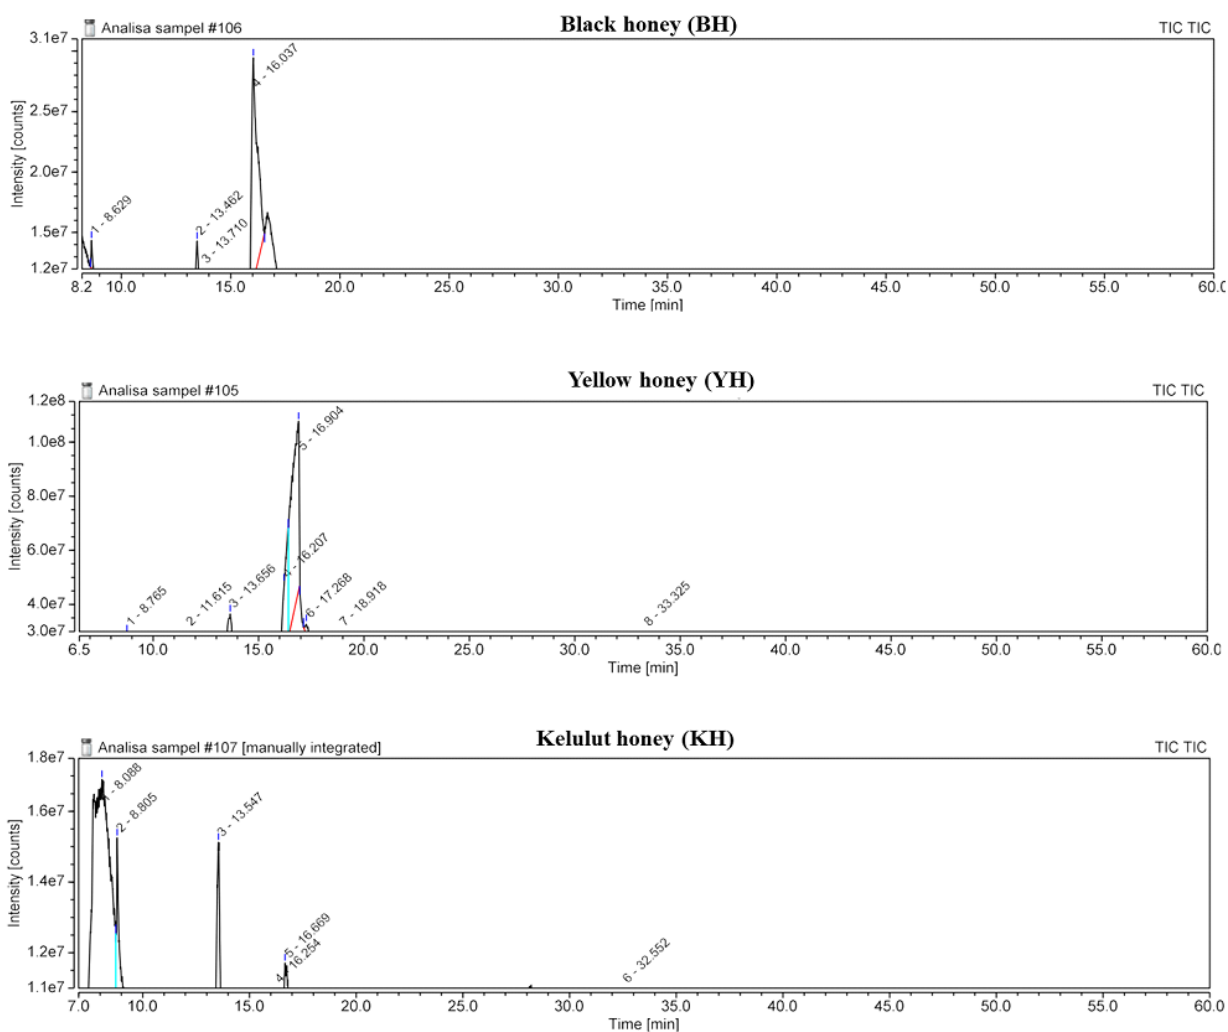 Analisa sampel #106
Black honey (BH)
TIC TIC
3.1e7
2.5e7
2.0e7
1.5e7
1.2e7
Intensity [counts]
1 - 8.629
2 - 13.462
3 - 13.710
4 - 16.037
8.2 10.0 15.0 20.0 25.0 30.0 35.0 40.0 45.0 50.0 55.0 60.0
Time [min]
Analisa sampel #105
Yellow honey (YH)
TIC TIC
1.2e8
1.0e8
8.0e7
6.0e7
4.0e7
3.0e7
Intensity [counts]
1 - 8.765
2 - 11.615
3 - 13.656
4 - 16.207
5 - 16.904
6 - 17.268
7 - 18.918
8 - 33.325
6.5 10.0 15.0 20.0 25.0 30.0 35.0 40.0 45.0 50.0 55.0 60.0
Time [min]
Analisa sampel #107 [manually integrated]
Kelulut honey (KH)
TIC TIC
1.8e7
1.6e7
1.4e7
1.2e7
1.1e7
Intensity [counts]
1 - 8.088
2 - 8.805
3 - 13.547
4 - 16.254
5 - 16.669
6 - 32.552
7.0 10.0 15.0 20.0 25.0 30.0 35.0 40.0 45.0 50.0 55.0 60.0
Time [min]